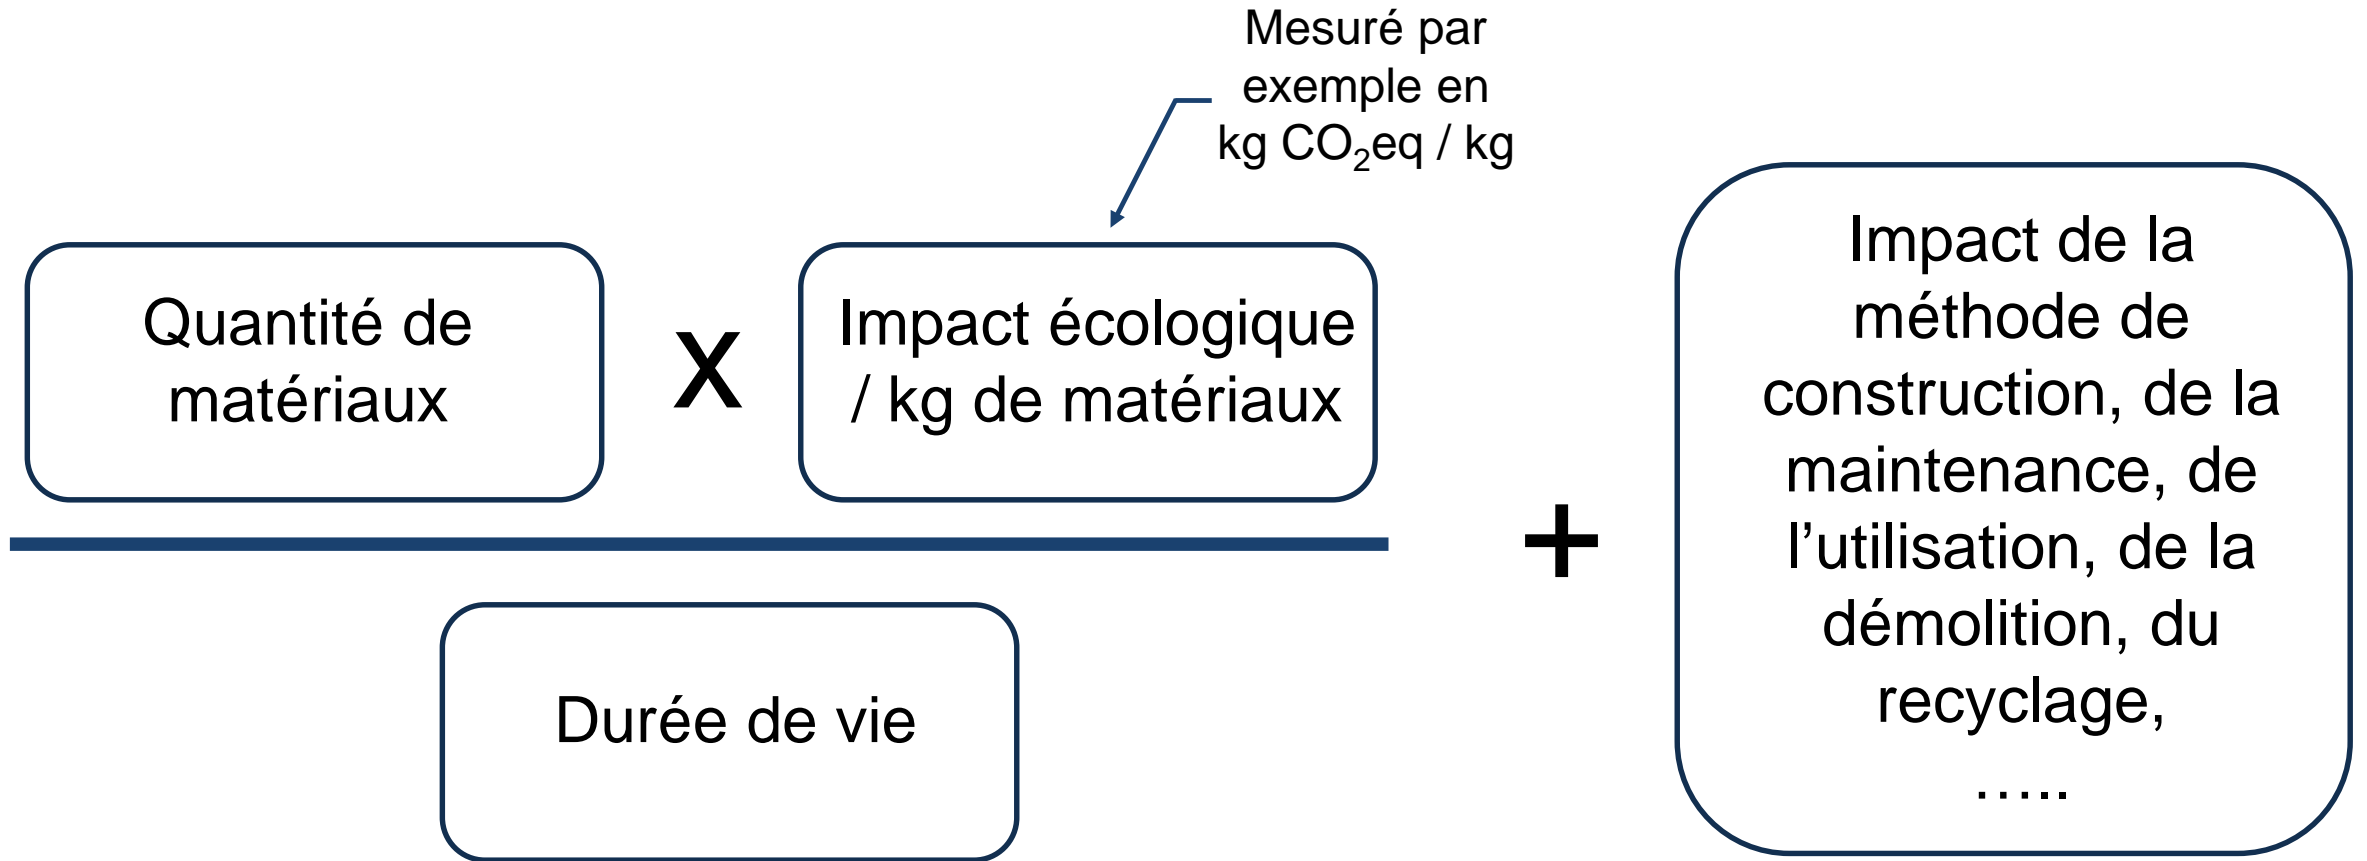 Mesuré par
exemple en
kg CO₂eq / kg
Quantité de
matériaux
x
Impact écologique
/ kg de matériaux
Durée de vie
+
Impact de la
méthode de
construction, de la
maintenance, de
l’utilisation, de la
démolition, du
recyclage,
…..